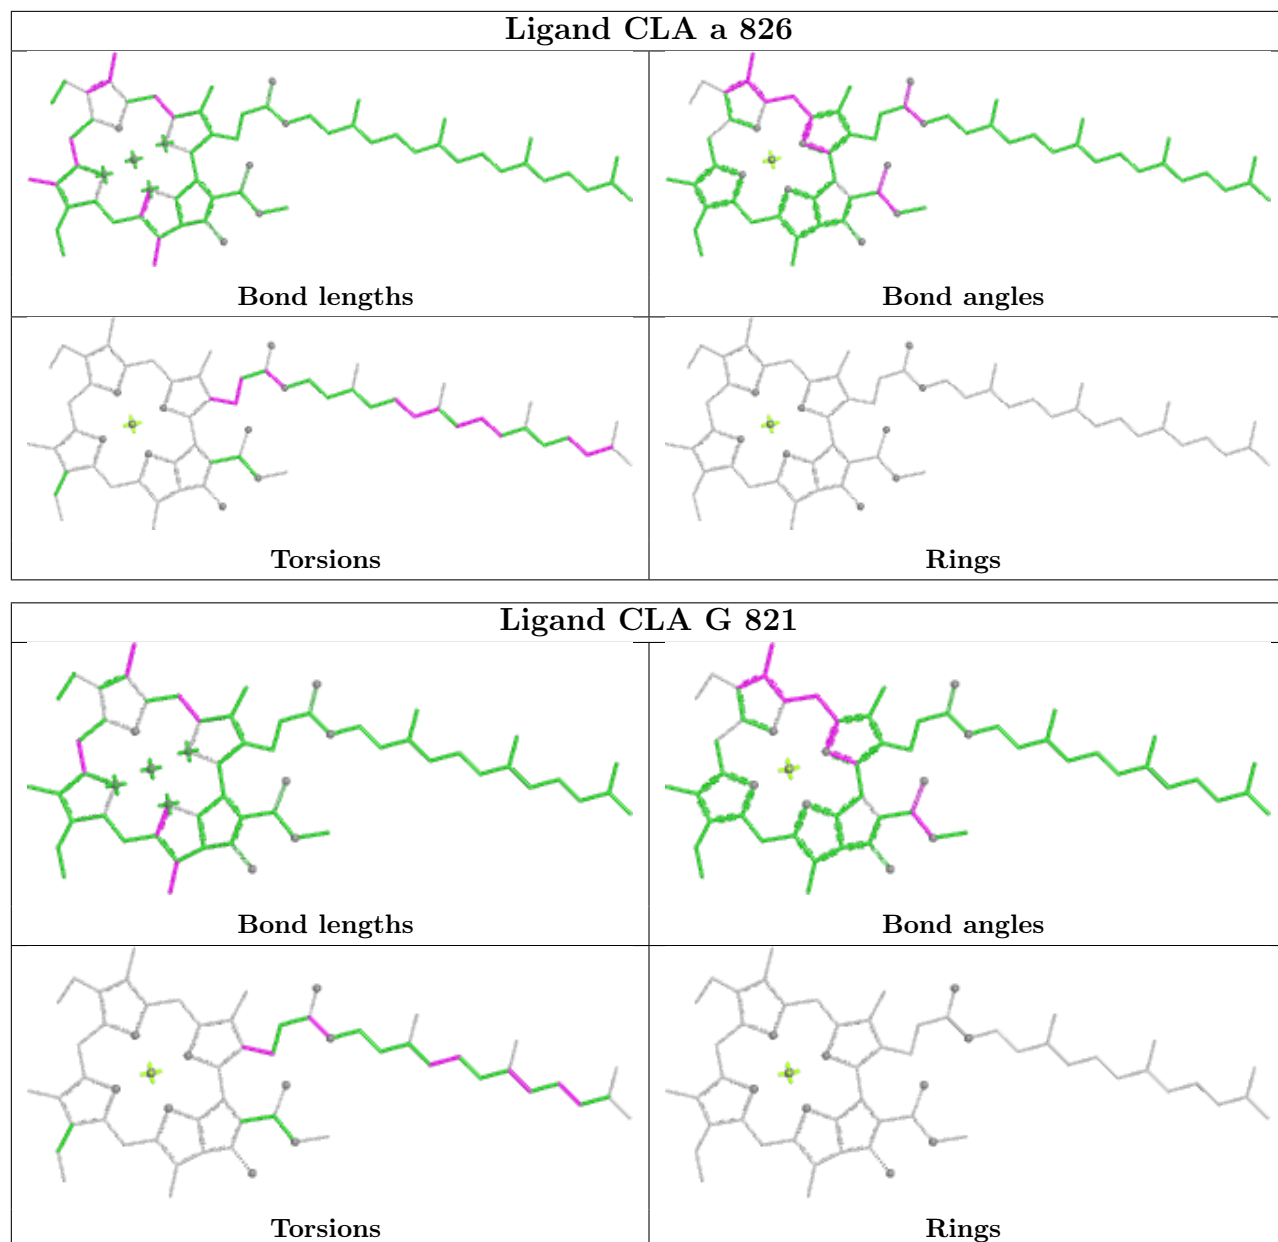 Ligand CLA a 826
Bond lengths
Bond angles
Torsions
Rings
Ligand CLA G 821
Bond lengths
Bond angles
Torsions
Rings